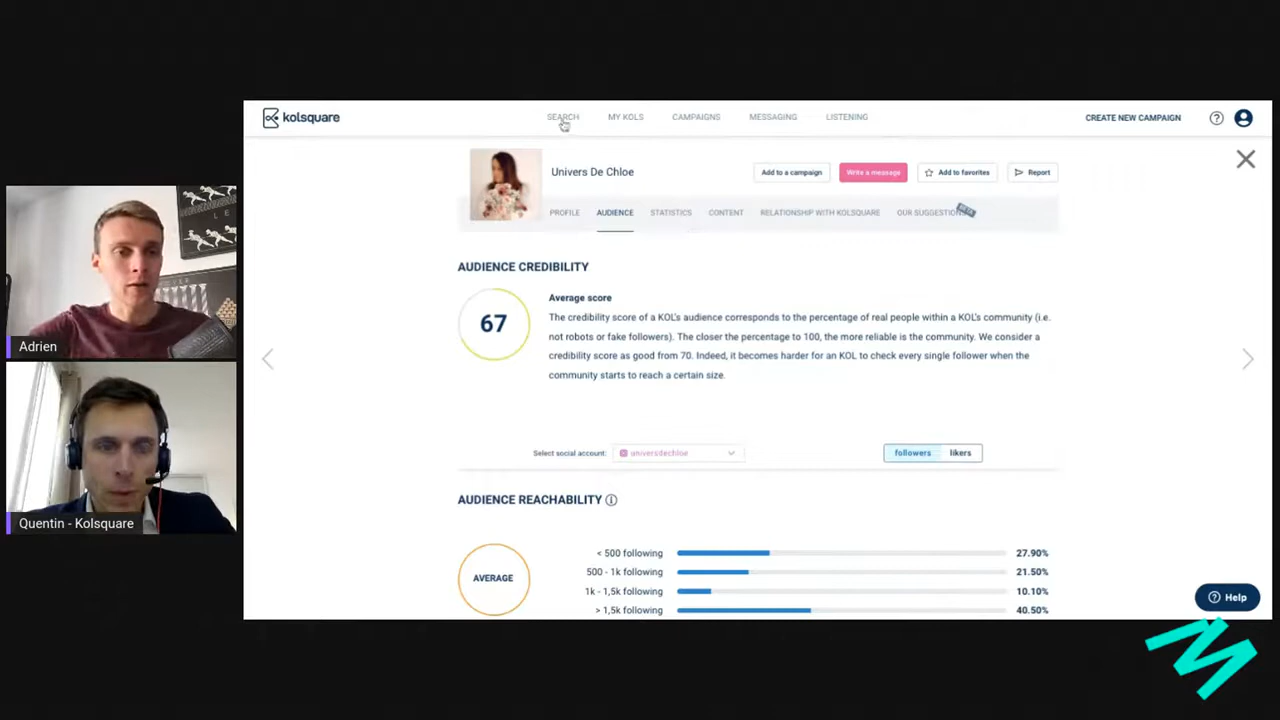 kolsquare
SEARCH
MY KOLS
CAMPAIGNS
MESSAGING
LISTENING
CREATE NEW CAMPAIGN
Univers De Chloe
Add to a campaign
Write a message
Add to favorites
Report
PROFILE
AUDIENCE
STATISTICS
CONTENT
RELATIONSHIP WITH KOLSQUARE
OUR SUGGESTION
AUDIENCE CREDIBILITY
67
Average score
The credibility score of a KOL's audience corresponds to the percentage of real people within a KOL's community (i.e.
not robots or fake followers). The closer the percentage to 100, the more reliable is the community. We consider a
credibility score as good from 70. Indeed, it becomes harder for an KOL to check every single follower when the
community starts to reach a certain size.
Select social account:
universdechloe
followers
likers
AUDIENCE REACHABILITY
AVERAGE
< 500 following 27.90%
500 - 1k following 21.50%
1k - 1,5k following 10.10%
> 1,5k following 40.50%
Help
Adrien
Quentin - Kolsquare